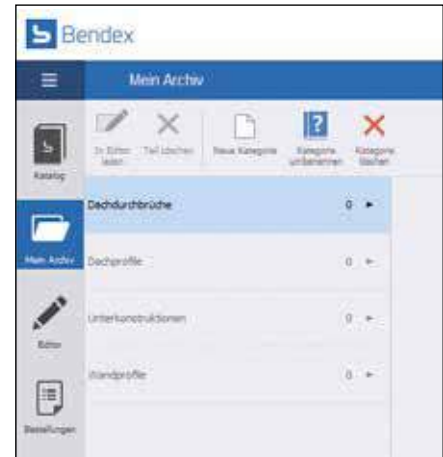 Bendex
Mein Archiv
In Editor laden
Teil löschen
Neue Kategorie
Kategorie umbenennen
Kategorie löschen
Katalog
Dachdurchbrüche 0
Mein Archiv
Dachprofile 0
Unterkonstruktionen 0
Editor
Wandprofile 0
Bestellungen